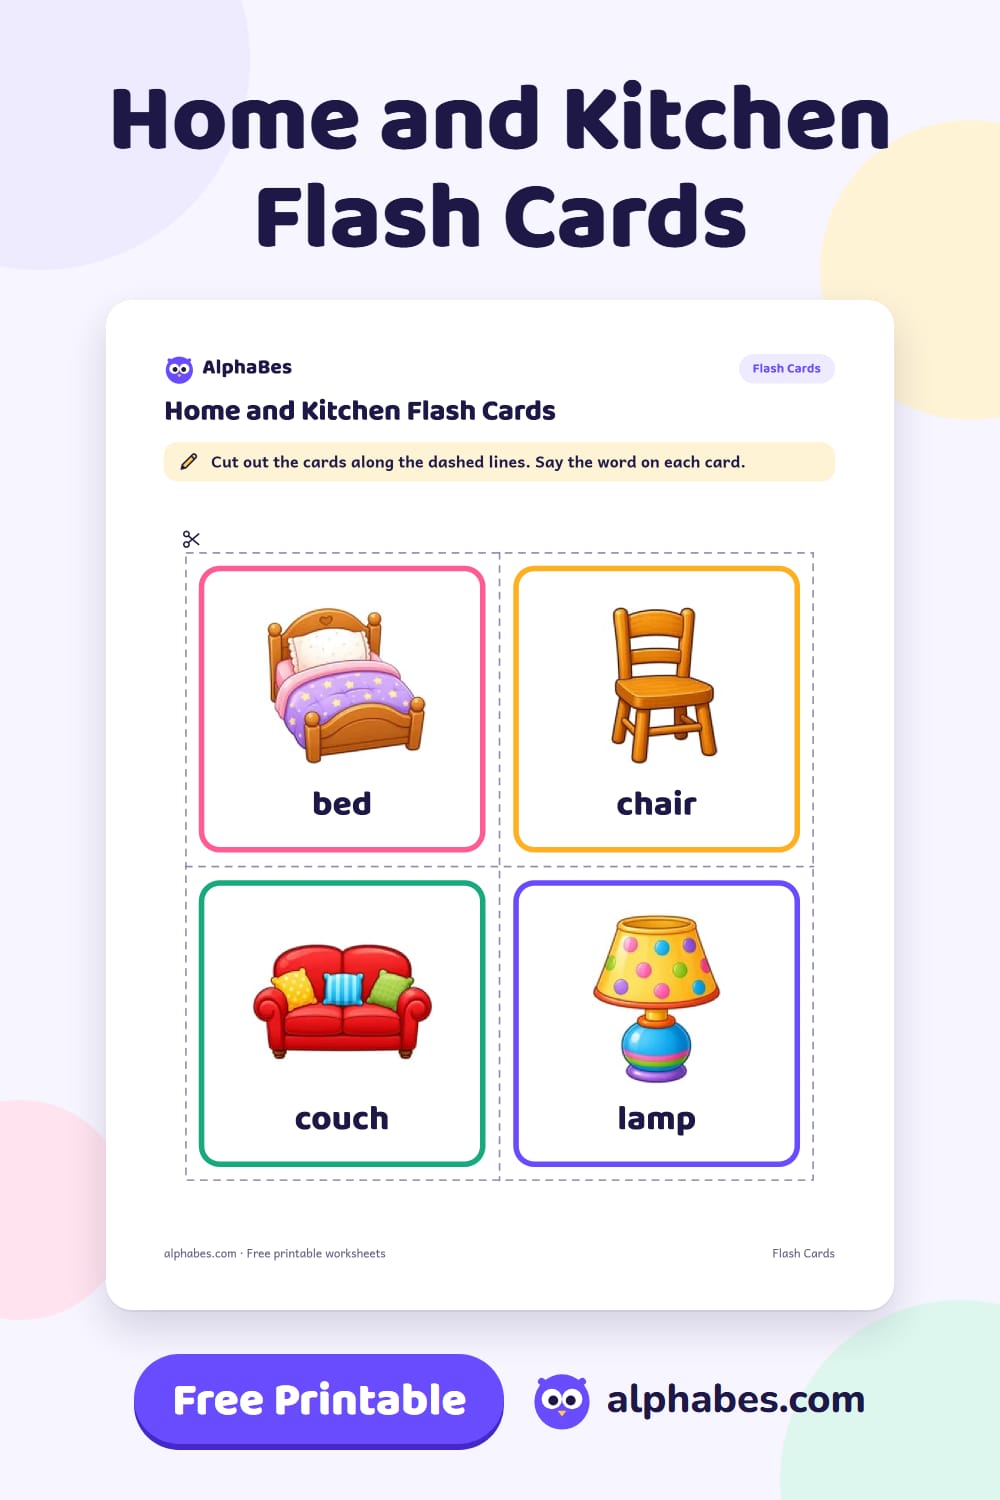 Home and Kitchen
Flash Cards
AlphaBes
Flash Cards
Home and Kitchen Flash Cards
Cut out the cards along the dashed lines. Say the word on each card.
bed
chair
couch
lamp
alphabes.com · Free printable worksheets
Flash Cards
Free Printable
alphabes.com